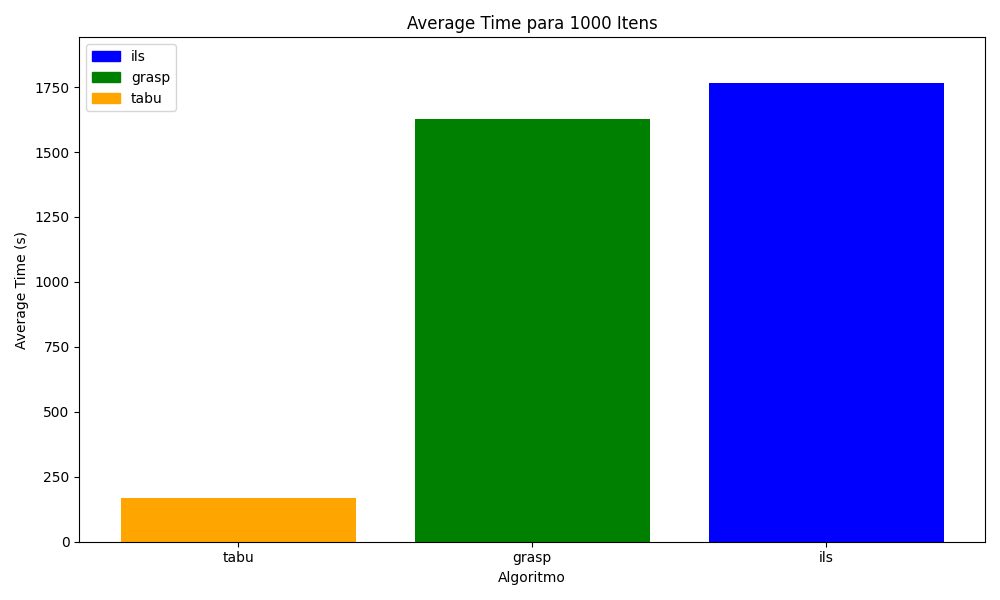 Average Time para 1000 Itens
ils
grasp
tabu
Average Time (s)
1750
1500
1250
1000
750
500
250
0
tabu
grasp
ils
Algoritmo